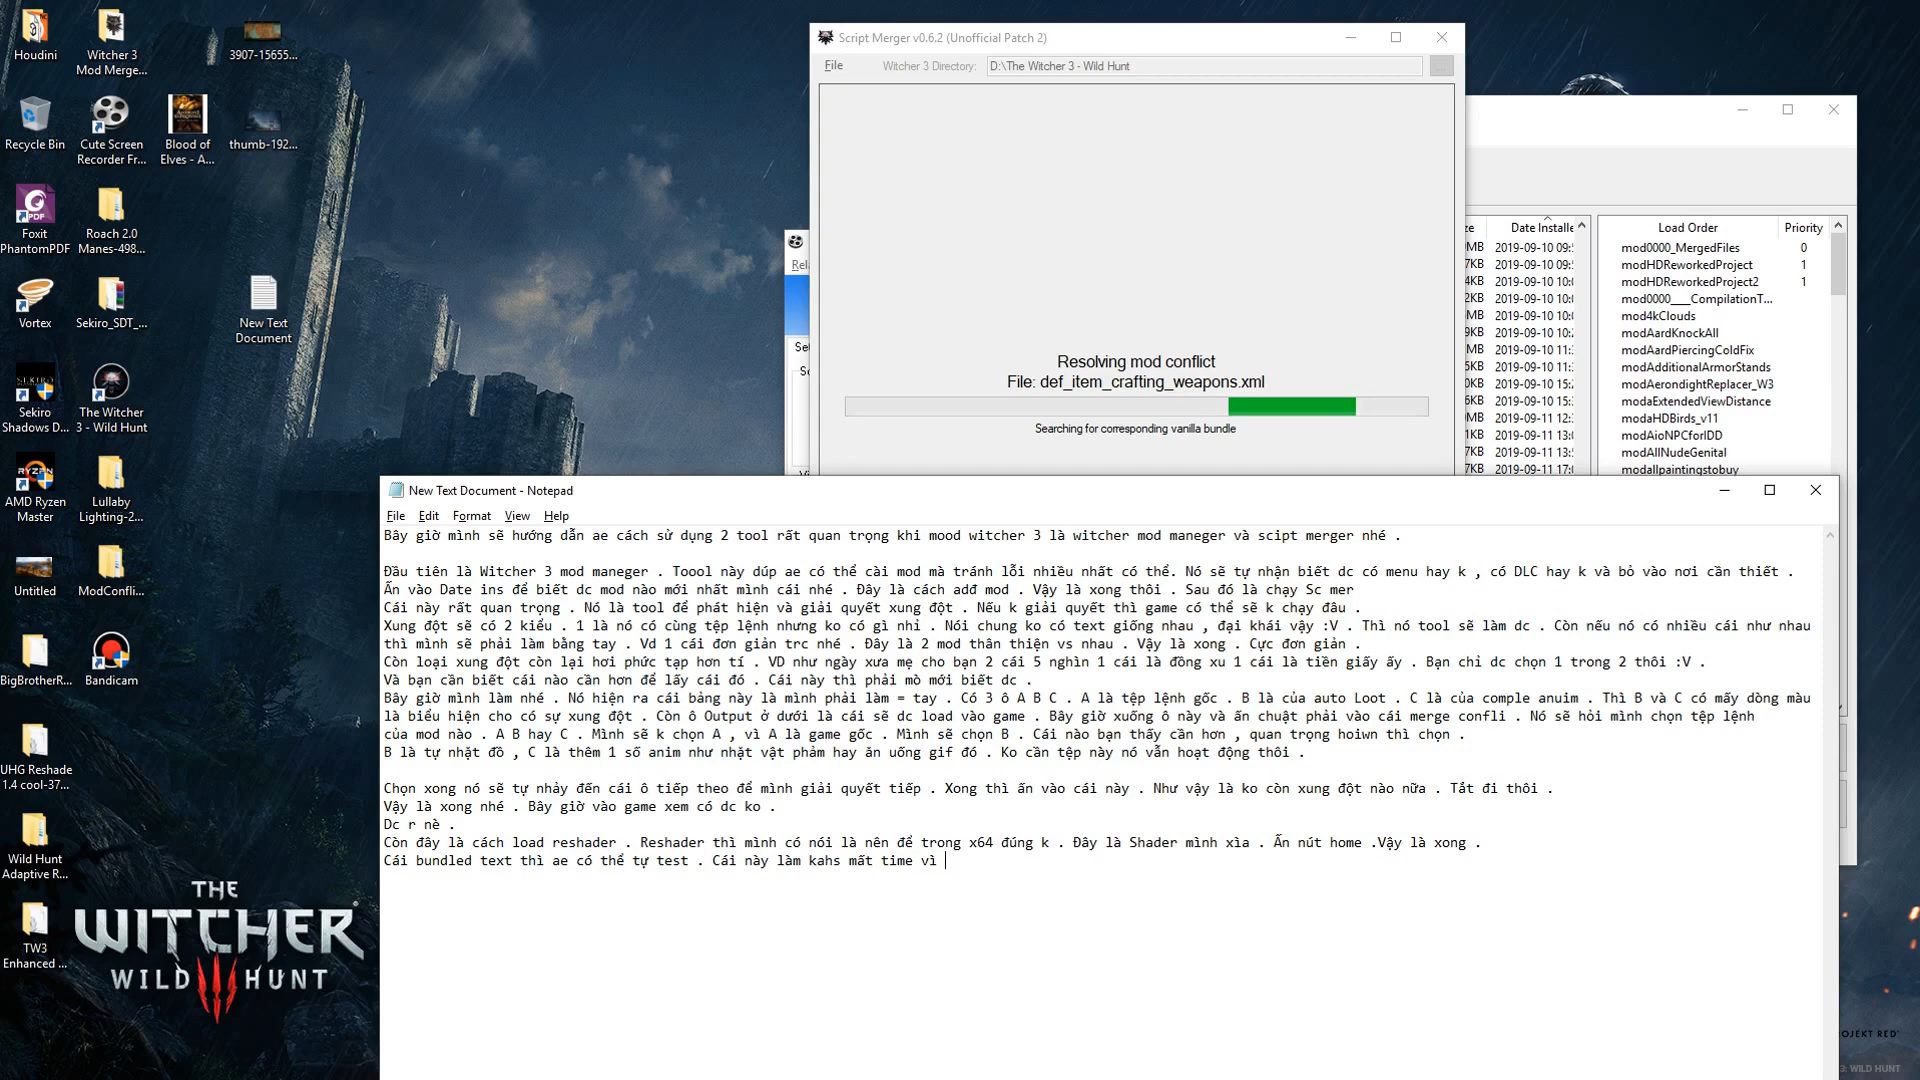 Houdini
Witcher 3
Mod Merge...
3907-15655...
Recycle Bin
Cute Screen
Recorder Fr...
Blood of
Elves - A...
thumb-192...
Foxit
PhantomPDF
Roach 2.0
Manes-498...
Vortex
Sekiro_SDT_...
New Text
Document
Sekiro
Shadows D...
The Witcher
3 - Wild Hunt
AMD Ryzen
Master
Lullaby
Lighting-2...
Untitled
ModConfli...
BigBrotherR...
Bandicam
UHG Reshade
1.4 cool-37...
Wild Hunt
Adaptive R...
TW3
Enhanced ...
THE
WITCHER
WILD HUNT
Script Merger v0.6.2 (Unofficial Patch 2)
File
Witcher 3 Directory:
D:\The Witcher 3 - Wild Hunt
Resolving mod conflict
File: def_item_crafting_weapons.xml
Searching for corresponding vanilla bundle
Date Installe
Load Order
Priority
2019-09-10 09:
mod0000_MergedFiles
0
2019-09-10 09:
modHDReworkedProject
1
2019-09-10 10:
modHDReworkedProject2
1
2019-09-10 10:
mod0000____CompilationT...
2019-09-10 10:
mod4kClouds
2019-09-10 10:
modAardKnockAll
2019-09-10 11:
modAardPiercingColdFix
2019-09-10 11:
modAdditionalArmorStands
2019-09-10 15:
modAerondightReplacer_W3
2019-09-10 15:
modaExtendedViewDistance
2019-09-11 12:
modaHDBirds_v11
2019-09-11 13:
modAioNPCforIDD
2019-09-11 13:
modAllNudeGenital
2019-09-11 17:
modallpaintingstobuy
New Text Document - Notepad
File Edit Format View Help
Bây giờ mình sẽ hướng dẫn ae cách sử dụng 2 tool rất quan trọng khi mood witcher 3 là witcher mod maneger và scipt merger nhé .
Đầu tiên là Witcher 3 mod maneger . Toool này dúp ae có thể cài mod mà tránh lỗi nhiều nhất có thể. Nó sẽ tự nhận biết dc có menu hay k , có DLC hay k và bỏ vào nơi cần thiết .
Ấn vào Date ins để biết dc mod nào mới nhất mình cái nhé . Đây là cách add mod . Vậy là xong thôi . Sau đó là chạy Sc mer
Cái này rất quan trọng . Nó là tool để phát hiện và giải quyết xung đột . Nếu k giải quyết thì game có thể sẽ k chạy đâu .
Xung đột sẽ có 2 kiểu . 1 là nó có cùng tệp lệnh nhưng ko có gì nhỉ . Nói chung ko có text giống nhau , đại khái vậy :V . Thì nó tool sẽ làm dc . Còn nếu nó có nhiều cái như nhau
thì mình sẽ phải làm bằng tay . Vd 1 cái đơn giản trc nhé . Đây là 2 mod thân thiện vs nhau . Vậy là xong . Cực đơn giản .
Còn loại xung đột còn lại hơi phức tạp hơn tí . VD như ngày xưa mẹ cho bạn 2 cái 5 nghìn 1 cái là đồng xu 1 cái là tiền giấy ấy . Bạn chỉ dc chọn 1 trong 2 thôi :V .
Và bạn cần biết cái nào cần hơn để lấy cái đó . Cái này thì phải mò mới biết dc .
Bây giờ mình làm nhé . Nó hiện ra cái bảng này là mình phải làm = tay . Có 3 ô A B C . A là tệp lệnh gốc . B là của auto Loot . C là của comple anuim . Thì B và C có mấy dòng màu
là biểu hiện cho có sự xung đột . Còn ô Output ở dưới là cái sẽ dc load vào game . Bây giờ xuống ô này và ấn chuật phải vào cái merge confli . Nó sẽ hỏi mình chọn tệp lệnh
của mod nào . A B hay C . Mình sẽ k chọn A , vì A là game gốc . Mình sẽ chọn B . Cái nào bạn thấy cần hơn , quan trọng hoiwn thì chọn .
B là tự nhặt đồ , C là thêm 1 số anim như nhặt vật phảm hay ăn uống gif đó . Ko cần tệp này nó vẫn hoạt động thôi .
Chọn xong nó sẽ tự nhảy đến cái ô tiếp theo để mình giải quyết tiếp . Xong thì ấn vào cái này . Như vậy là ko còn xung đột nào nữa . Tắt đi thôi .
Vậy là xong nhé . Bây giờ vào game xem có dc ko .
Dc r nè .
Còn đây là cách load reshader . Reshader thì mình có nói là nên để trong x64 đúng k . Đây là Shader mình xìa . Ấn nút home .Vậy là xong .
Cái bundled text thì ae có thể tự test . Cái này làm kahs mất time vì